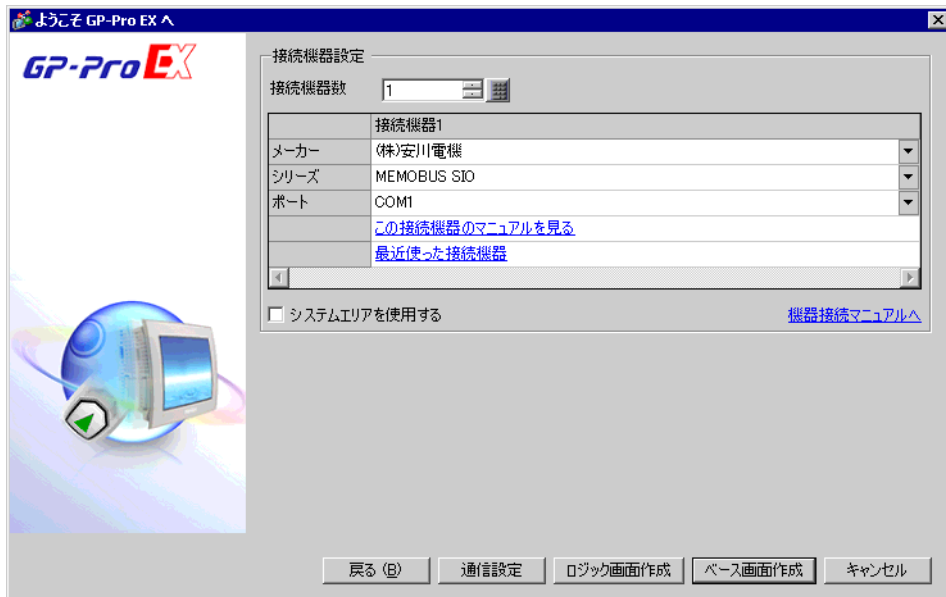 ようこそ GP-Pro EX へ
GP-Pro EX
接続機器設定
接続機器数 1
接続機器1
メーカー (株)安川電機
シリーズ MEMOBUS SIO
ポート COM1
この接続機器のマニュアルを見る
最近使った接続機器
システムエリアを使用する 機器接続マニュアルへ
戻る (B) 通信設定 ロジック画面作成 ベース画面作成 キャンセル